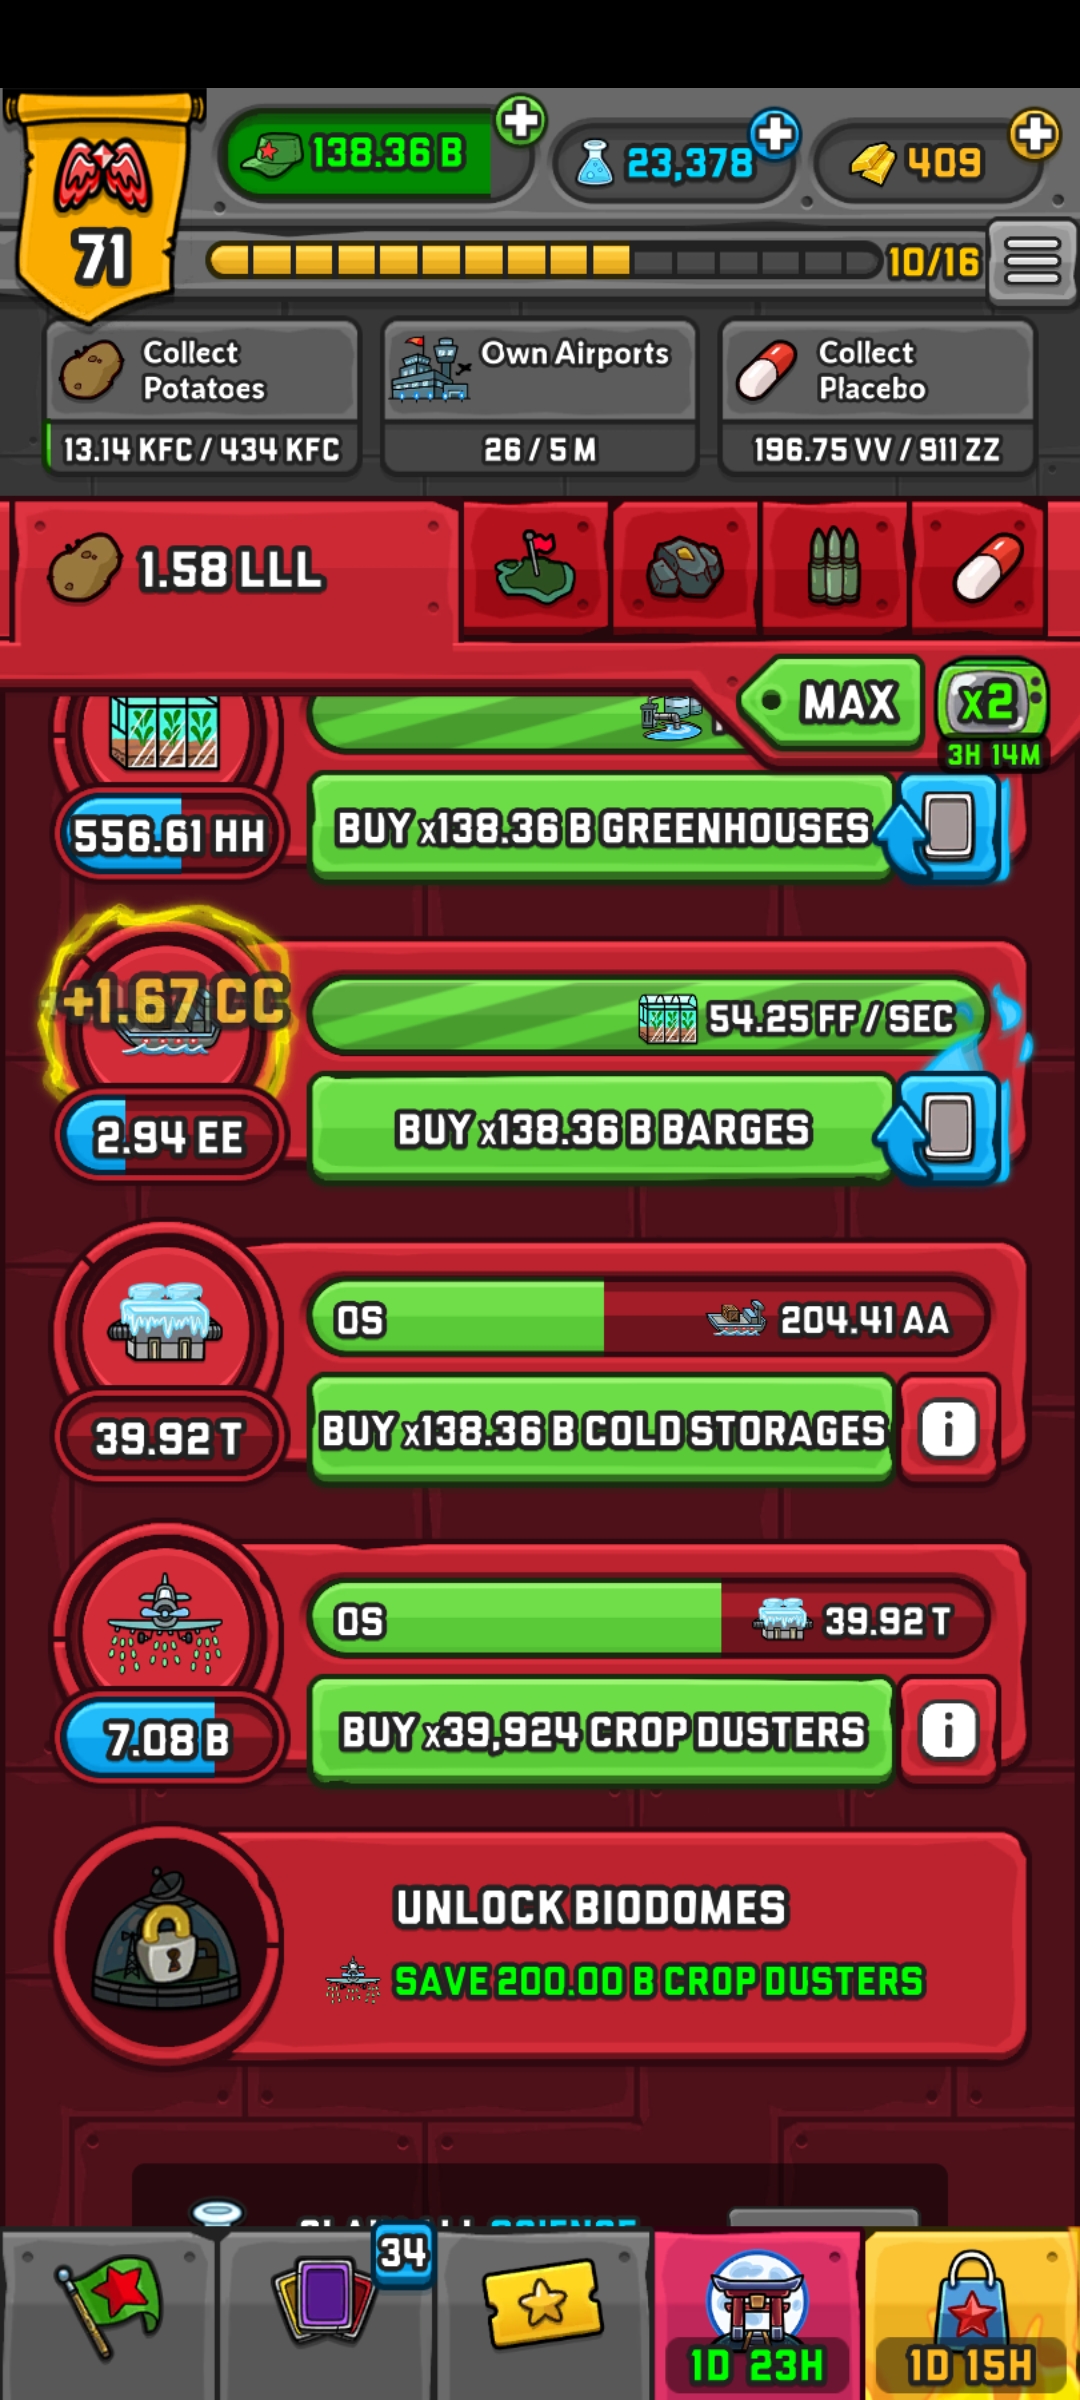 138.36 B
23,378
409
71
10/16
Collect
Potatoes
13.14 KFC / 434 KFC
Own Airports
26 / 5 M
Collect
Placebo
196.75 VV / 911 ZZ
1.58 LLL
MAX
x2
3H 14M
556.61 HH
BUY x138.36 B GREENHOUSES
+1.67 CC
54.25 FF / SEC
2.94 EE
BUY x138.36 B BARGES
0S
204.41 AA
39.92 T
BUY x138.36 B COLD STORAGES
i
0S
39.92 T
7.08 B
BUY x39,924 CROP DUSTERS
i
UNLOCK BIODOMES
SAVE 200.00 B CROP DUSTERS
34
1D 23H
1D 15H